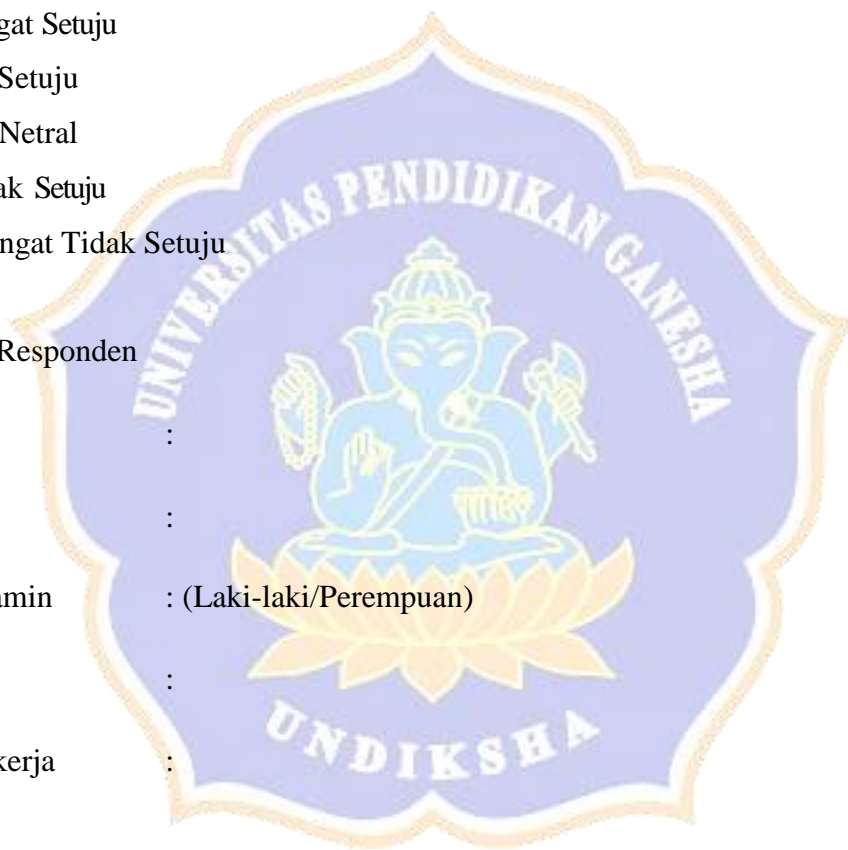 gat Setuju
Setuju
Netral
ak Setuju
ngat Tidak Setuju
UNIVERSITAS PENDIDIKAN GANESHA
Responden
:
:
amin : (Laki-laki/Perempuan)
:
kerja :
UNDIKSHA